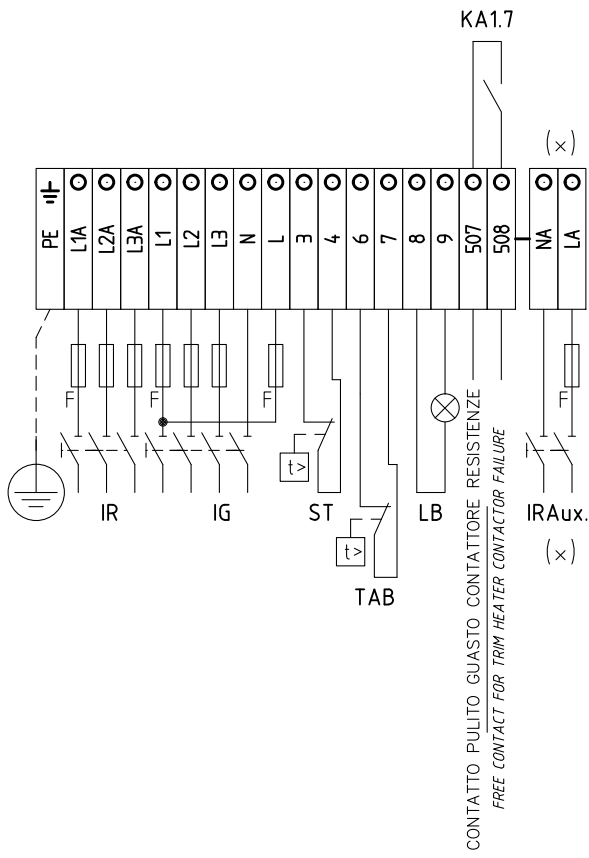 KA1.7
(x)
PE
L1A
L2A
L3A
L1
L2
L3
N
L
3
4
6
7
8
9
507
508
NA
LA
F
F
F
F
t>
t>
IR
IG
ST
TAB
LB
IRAux.
(x)
CONTATTO PULITO GUASTO CONTATTORE RESISTENZE
FREE CONTACT FOR TRIM HEATER CONTACTOR FAILURE